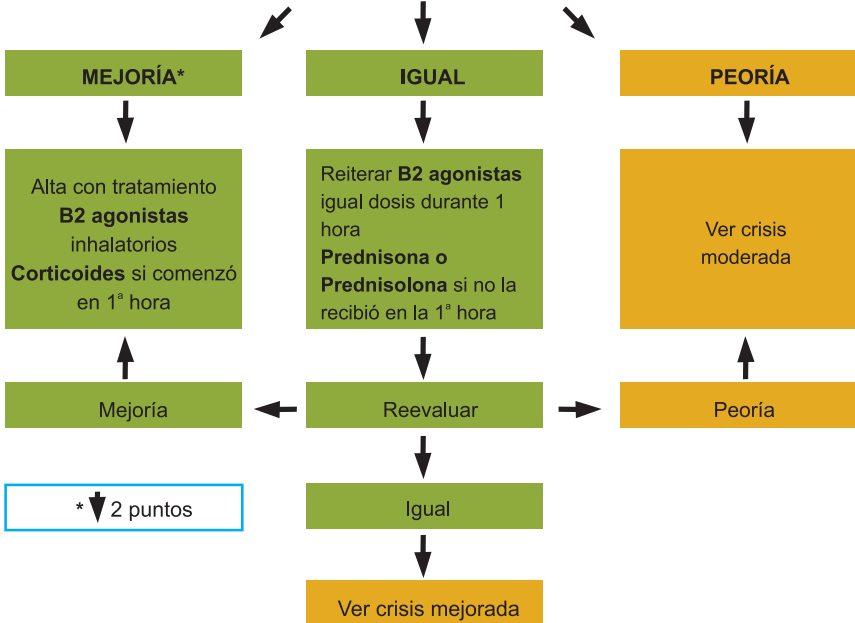 MEJORÍA*
IGUAL
PEORÍA
Alta con tratamiento
B2 agonistas
inhalatorios
Corticoides si comenzó
en 1ª hora
Reiterar B2 agonistas
igual dosis durante 1
hora
Prednisona o
Prednisolona si no la
recibió en la 1ª hora
Ver crisis
moderada
Mejoría
Reevaluar
Peoría
* 2 puntos
Igual
Ver crisis mejorada